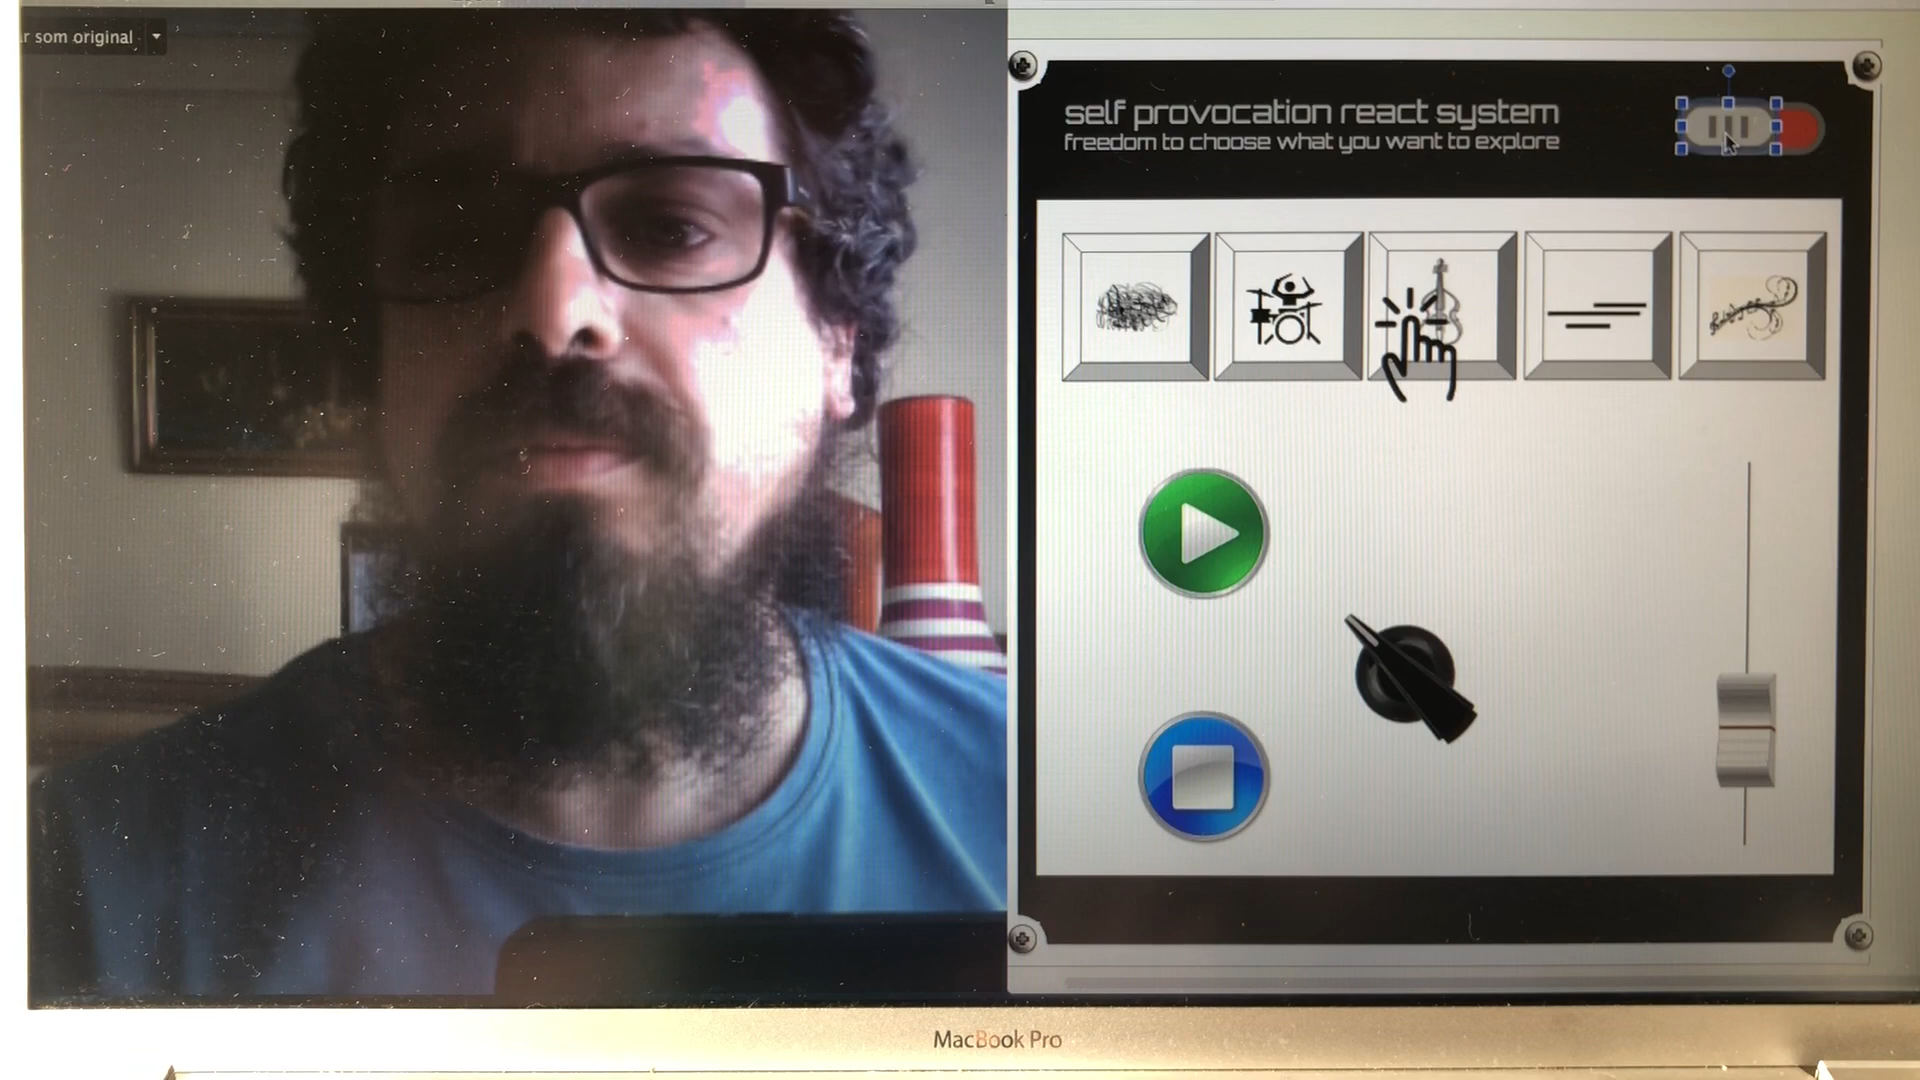 r som original
self provocation react system
freedom to choose what you want to explore
MacBook Pro